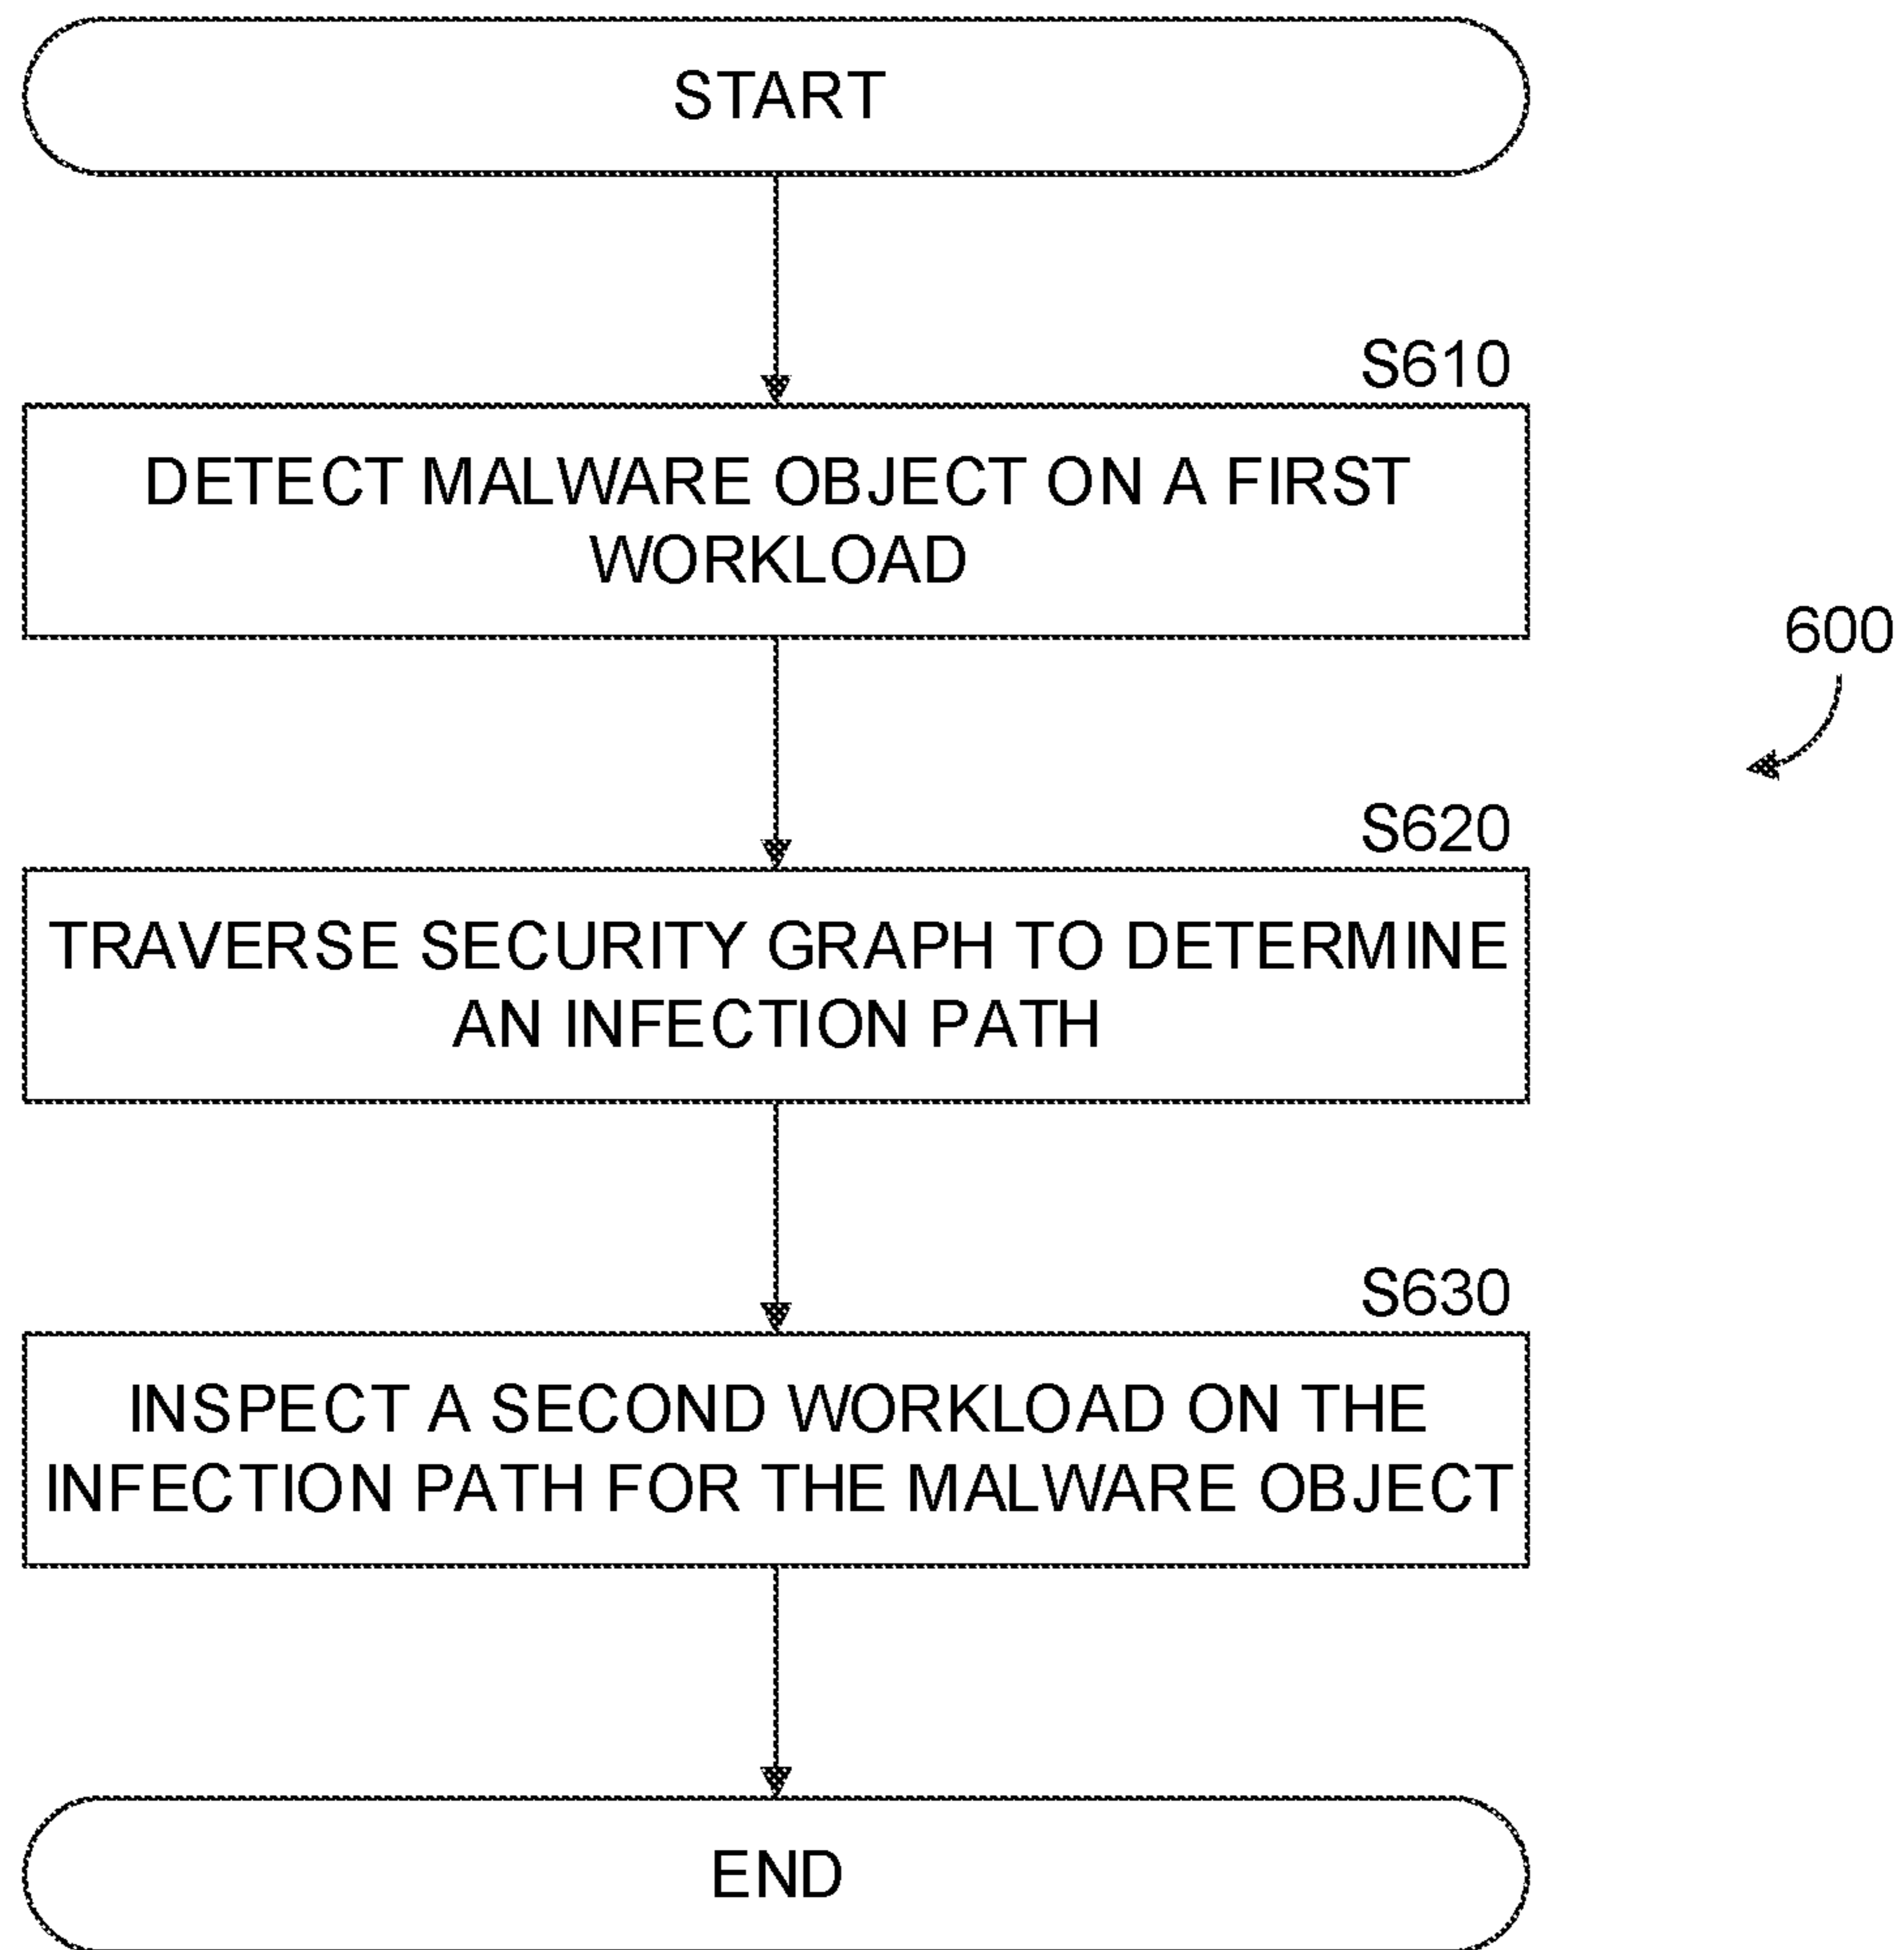 START
S610
DETECT MALWARE OBJECT ON A FIRST
WORKLOAD
600
S620
TRAVERSE SECURITY GRAPH TO DETERMINE
AN INFECTION PATH
S630
INSPECT A SECOND WORKLOAD ON THE
INFECTION PATH FOR THE MALWARE OBJECT
END